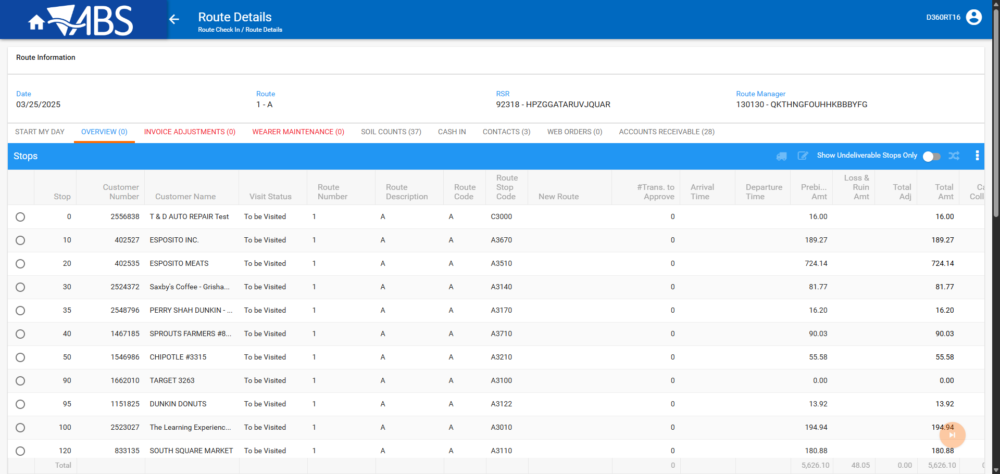 ABS
Route Details
Route Check In / Route Details
D360RT16
Route Information
Date
03/25/2025
Route
1 - A
RSR
92318 - HPZGGATARUVJQUAR
Route Manager
130130 - QKTHNGFOUHHKBBBYFG
START MY DAY OVERVIEW (0) INVOICE ADJUSTMENTS (0) WEARER MAINTENANCE (0) SOIL COUNTS (37) CASH IN CONTACTS (3) WEB ORDERS (0) ACCOUNTS RECEIVABLE (28)
Stops
Show Undeliverable Stops Only
Stop
Customer
Number
Customer Name
Visit Status
Route
Number
Route
Description
Route
Code
Route
Stop
Code
New Route
#Trans. to
Approve
Arrival
Time
Departure
Time
Prebi...
Amt
Loss &
Ruin
Amt
Total
Adj
Total
Amt
Ca
Coll
0 2556838 T & D AUTO REPAIR Test To be Visited 1 A A C3000 0 16.00 16.00
10 402527 ESPOSITO INC. To be Visited 1 A A A3670 0 189.27 189.27
20 402535 ESPOSITO MEATS To be Visited 1 A A A3510 0 724.14 724.14
30 2524372 Saxby's Coffee - Grisha... To be Visited 1 A A A3140 0 81.77 81.77
35 2548796 PERRY SHAH DUNKIN - ... To be Visited 1 A A A3170 0 16.20 16.20
40 1467185 SPROUTS FARMERS #8... To be Visited 1 A A A3710 0 90.03 90.03
50 1546986 CHIPOTLE #3315 To be Visited 1 A A A3210 0 55.58 55.58
90 1662010 TARGET 3263 To be Visited 1 A A A3100 0 0.00 0.00
95 1151825 DUNKIN DONUTS To be Visited 1 A A A3122 0 13.92 13.92
100 2523027 The Learning Experienc... To be Visited 1 A A A3010 0 194.94 194.94
120 833135 SOUTH SQUARE MARKET To be Visited 1 A A A3110 0 180.88 180.88
Total 0 5,626.10 48.05 0.00 5,626.10 0